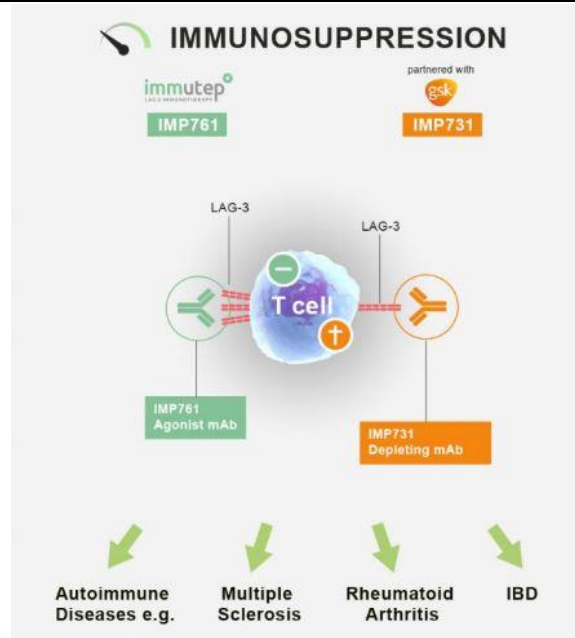 IMMUNOSUPPRESSION
immutep
LAG-3 IMMUNOTHERAPY
IMP761
partnered with
gsk
IMP731
LAG-3
LAG-3
T cell
IMP761
Agonist mAb
IMP731
Depleting mAb
Autoimmune
Diseases e.g.
Multiple
Sclerosis
Rheumatoid
Arthritis
IBD